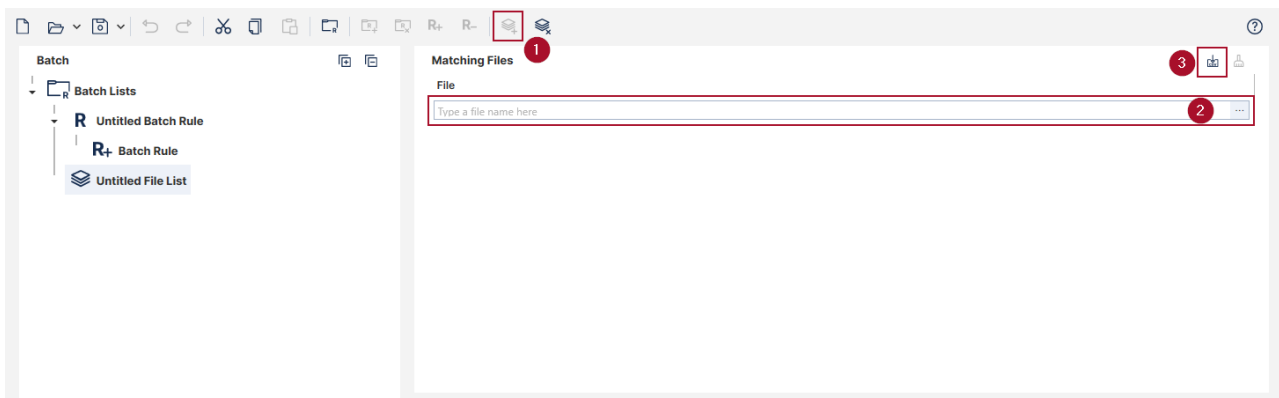 R
R+
R-
1
Batch
Matching Files
3
R
Batch Lists
File
Type a file name here
2
...
R
Untitled Batch Rule
R+
Batch Rule
Untitled File List
?